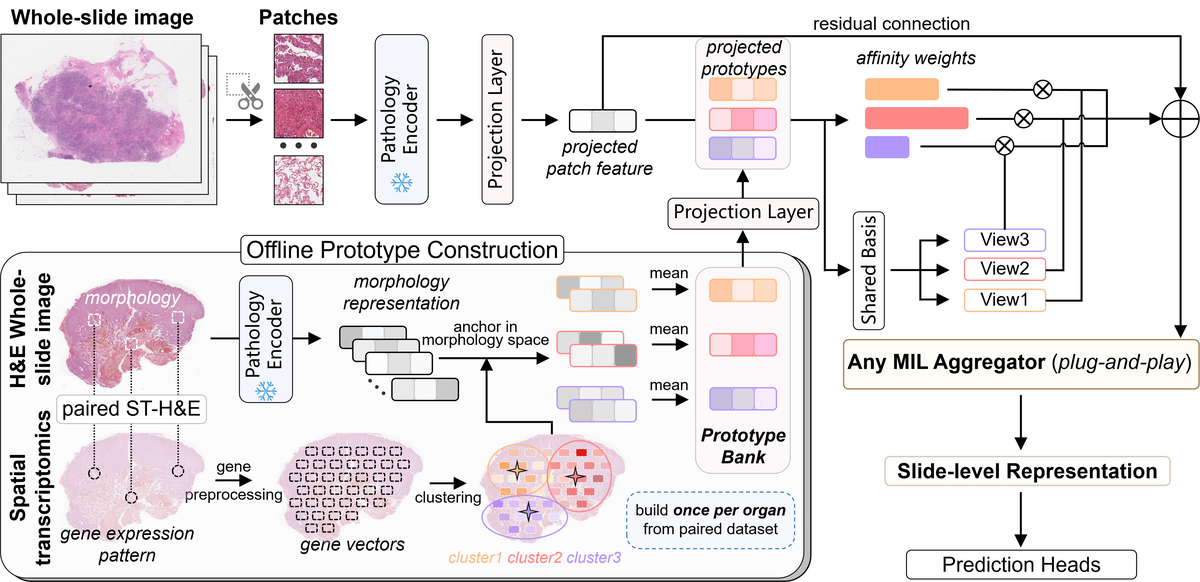 Whole-slide image
Patches
Pathology
Encoder
Projection Layer
projected
patch feature
projected
prototypes
residual connection
affinity weights
Projection Layer
Shared Basis
View3
View2
View1
Any MIL Aggregator (plug-and-play)
Slide-level Representation
Prediction Heads
Offline Prototype Construction
H&E Whole-
slide image
morphology
Pathology
Encoder
morphology
representation
anchor in
morphology space
mean
mean
mean
Prototype
Bank
paired ST-H&E
Spatial
transcriptomics
gene expression
pattern
gene
preprocessing
gene vectors
clustering
cluster1 cluster2 cluster3
build once per organ
from paired dataset